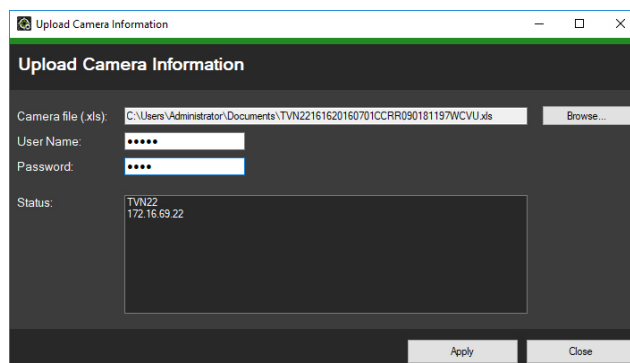 Upload Camera Information
Upload Camera Information
Camera file (.xls): C:\Users\Administrator\Documents\TVN22161620160701CCRR090181197WCVU.xls Browse...
User Name: •••••
Password: ••••
Status: TVN22
172.16.69.22
Apply Close